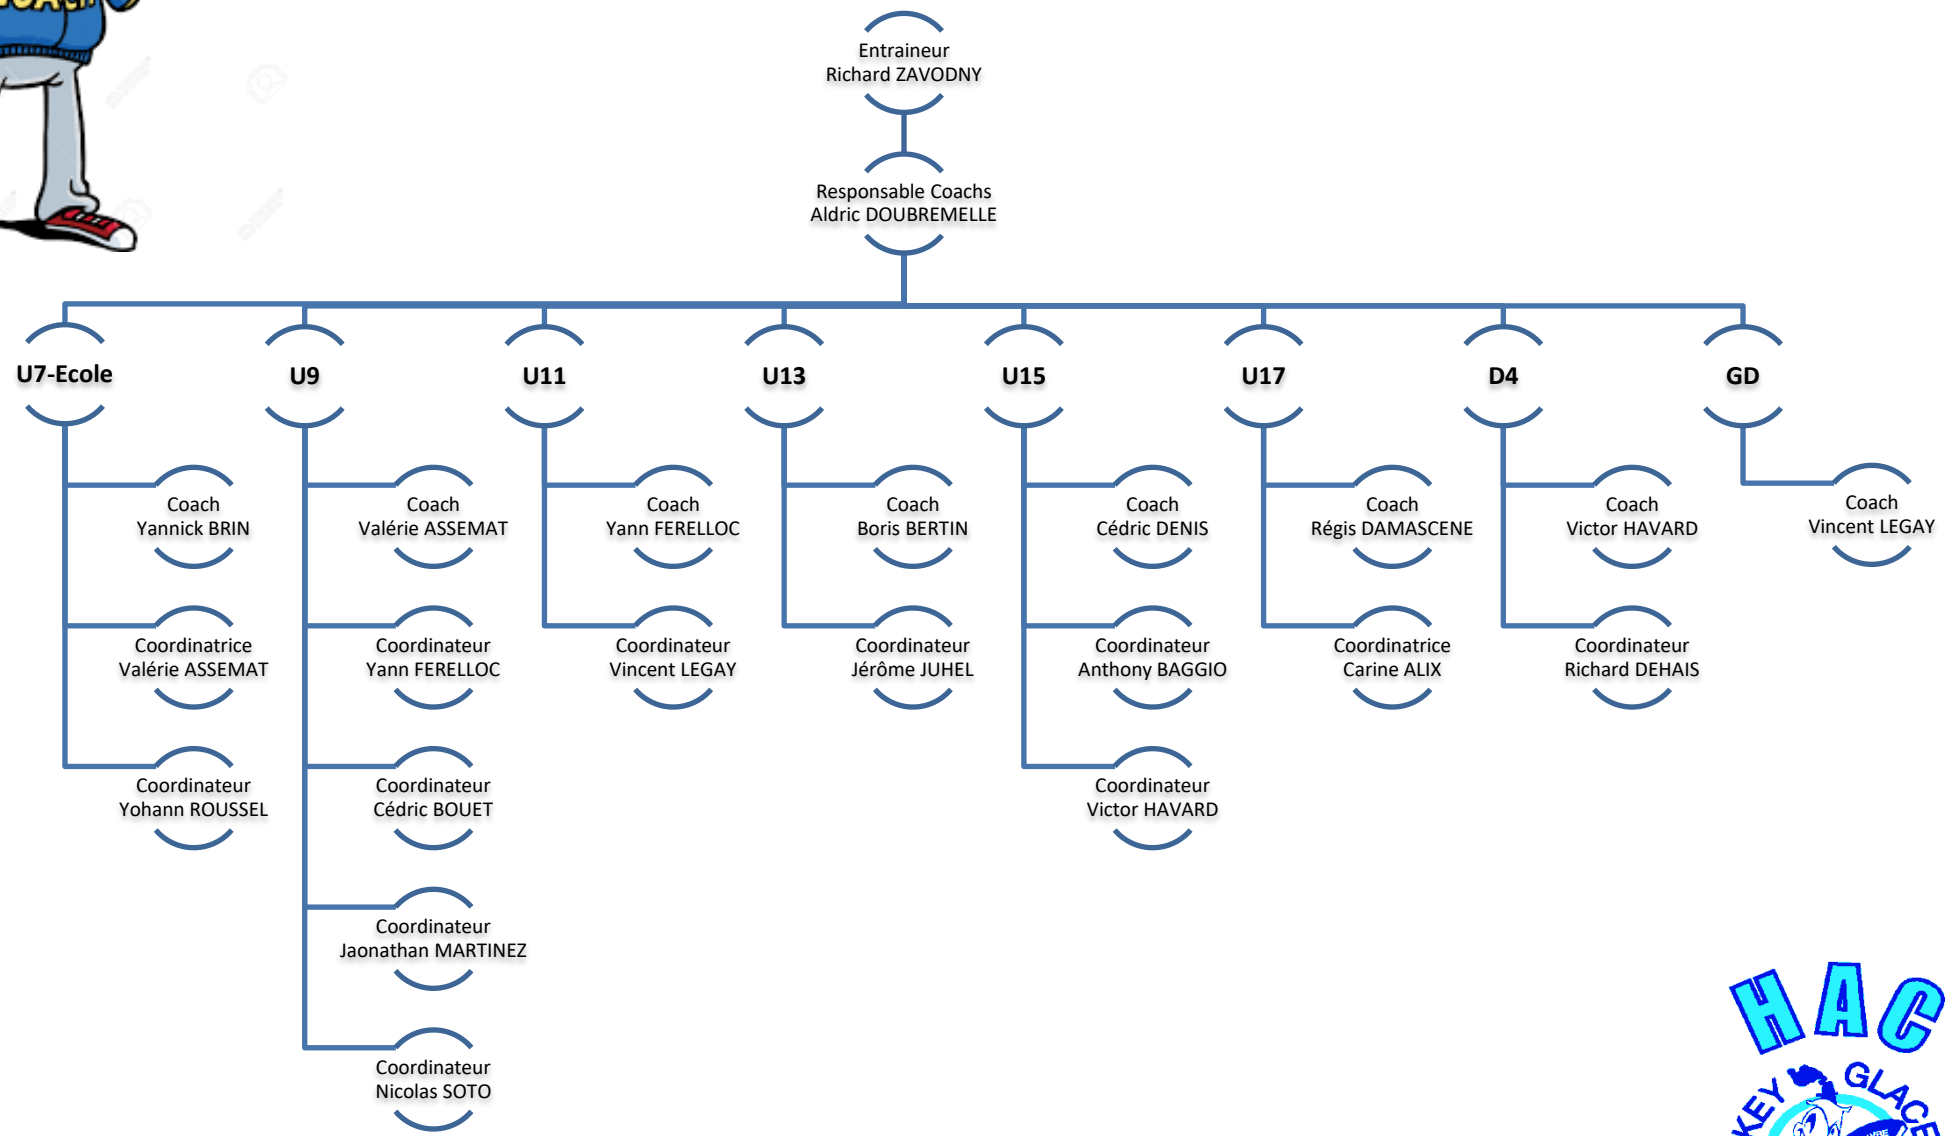 COACH
Entraineur
Richard ZAVODNY
Responsable Coachs
Aldric DOUBREMELLE
U7-Ecole
U9
U11
U13
U15
U17
D4
GD
Coach
Yannick BRIN
Coach
Valérie ASSEMAT
Coach
Yann FERELLOC
Coach
Boris BERTIN
Coach
Cédric DENIS
Coach
Régis DAMASCENE
Coach
Victor HAVARD
Coach
Vincent LEGAY
Coordinatrice
Valérie ASSEMAT
Coordinateur
Yann FERELLOC
Coordinateur
Vincent LEGAY
Coordinateur
Jérôme JUHEL
Coordinateur
Anthony BAGGIO
Coordinatrice
Carine ALIX
Coordinateur
Richard DEHAIS
Coordinateur
Yohann ROUSSEL
Coordinateur
Cédric BOUET
Coordinateur
Victor HAVARD
Coordinateur
Jaonathan MARTINEZ
Coordinateur
Nicolas SOTO
HAC
KEY GLACE